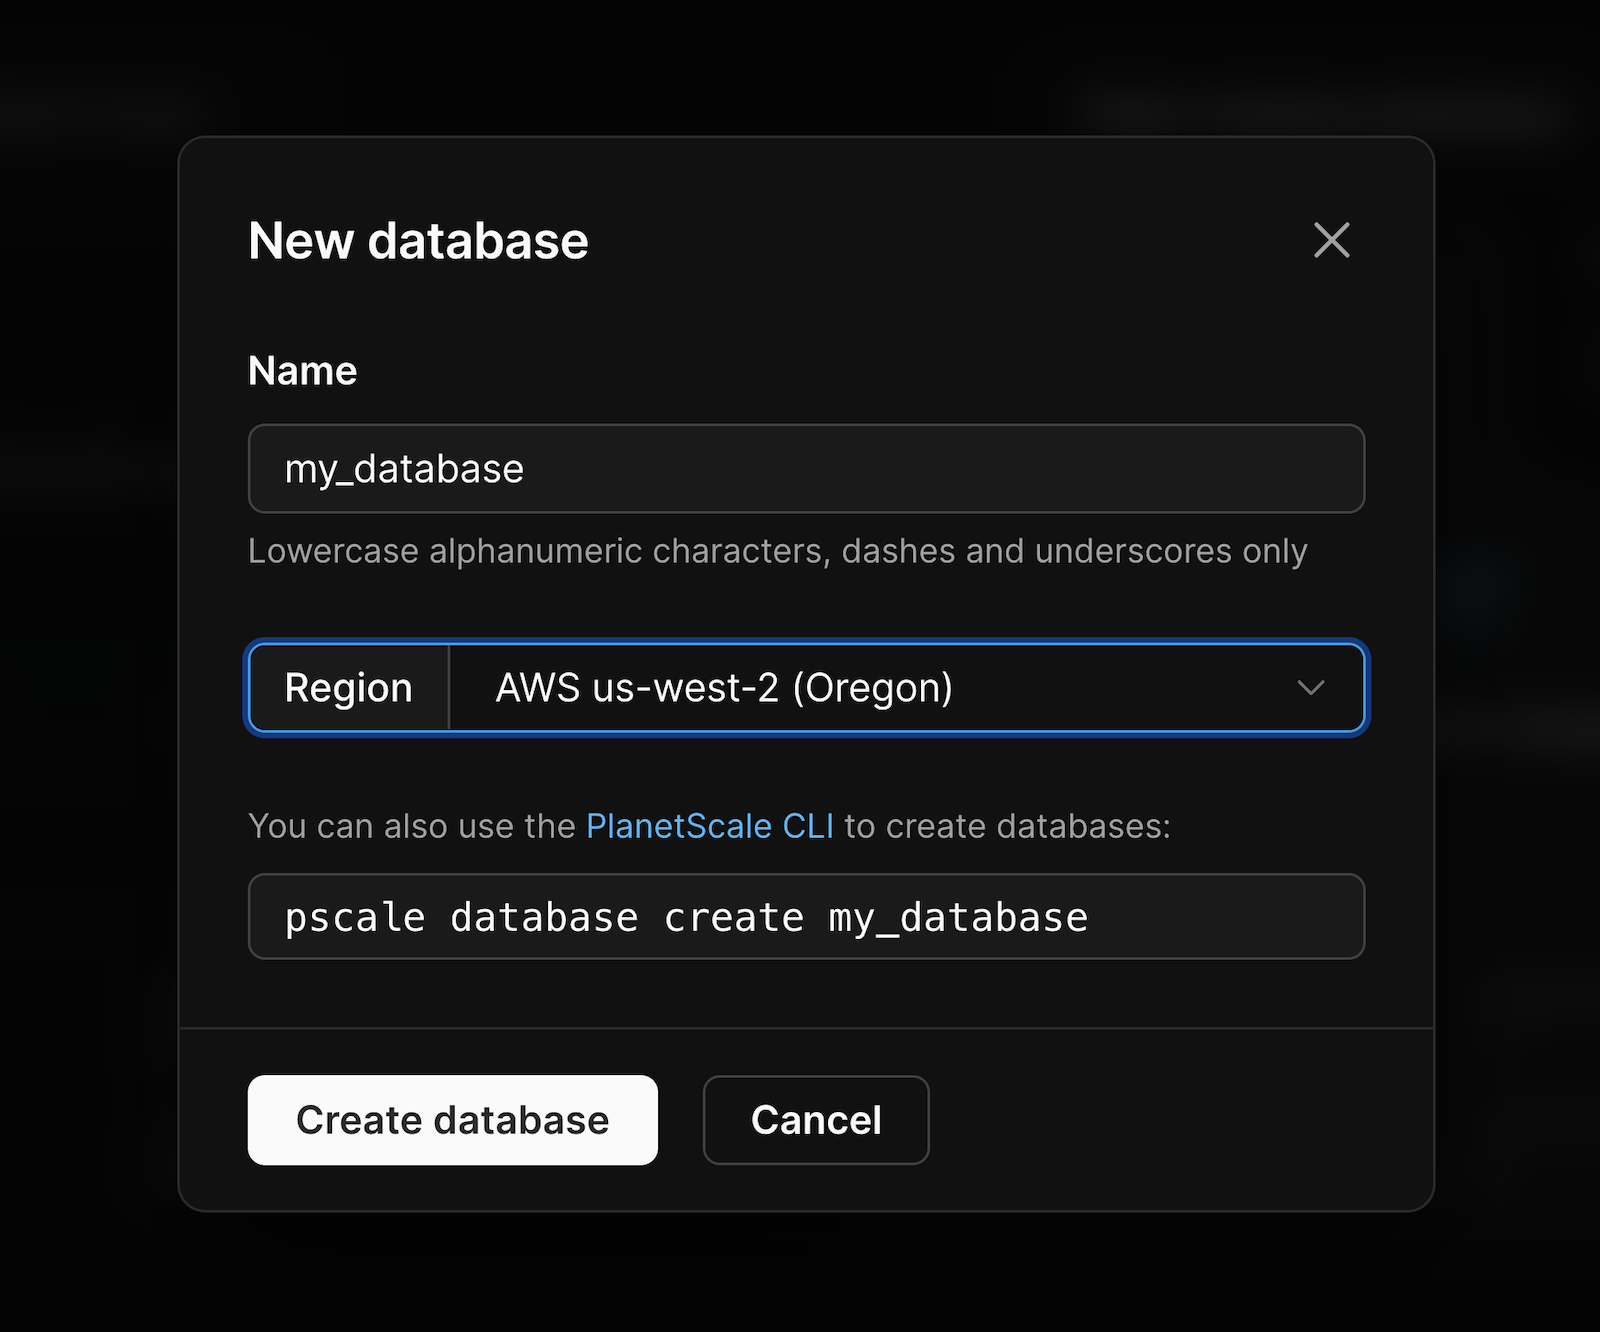 New database
Name
my_database
Lowercase alphanumeric characters, dashes and underscores only
Region
AWS us-west-2 (Oregon)
You can also use the PlanetScale CLI to create databases:
pscale database create my_database
Create database
Cancel